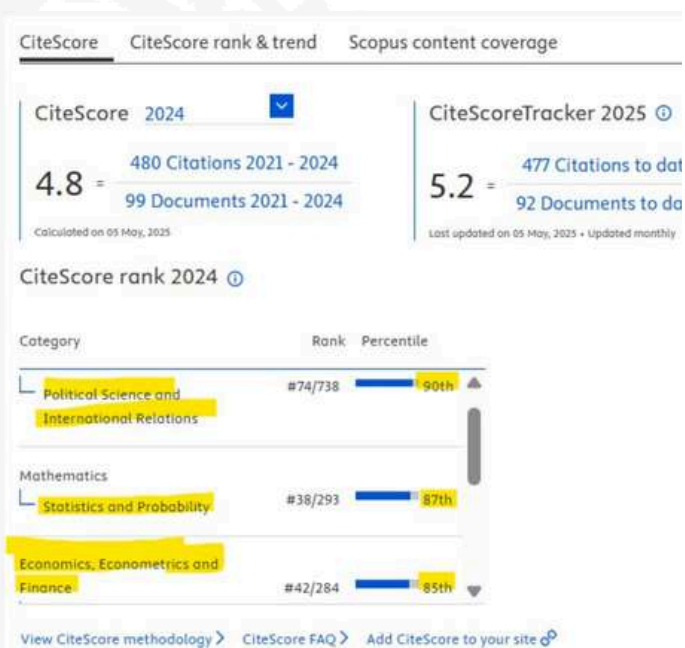 CiteScore CiteScore rank & trend Scopus content coverage
CiteScore 2024
4.8 =
480 Citations 2021 - 2024
99 Documents 2021 - 2024
Calculated on 05 May, 2025
CiteScoreTracker 2025
5.2 =
477 Citations to dat
92 Documents to da
Last updated on 05 May, 2025 • Updated monthly
CiteScore rank 2024
Category Rank Percentile
Political Science and
International Relations
#74/738 90th
Mathematics
Statistics and Probability #38/293 87th
Economics, Econometrics and
Finance #42/284 85th
View CiteScore methodology > CiteScore FAQ > Add CiteScore to your site